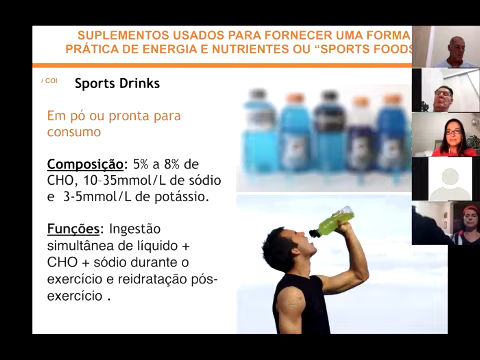 SUPLEMENTOS USADOS PARA FORNECER UMA FORMA
PRÁTICA DE ENERGIA E NUTRIENTES OU “SPORTS FOODS
/ COI
Sports Drinks
Em pó ou pronta para
consumo
Composição: 5% a 8% de
CHO, 10-35mmol/L de sódio
e 3-5mmol/L de potássio.
Funções: Ingestão
simultânea de líquido +
CHO + sódio durante o
exercício e reidratação pós-
exercício .